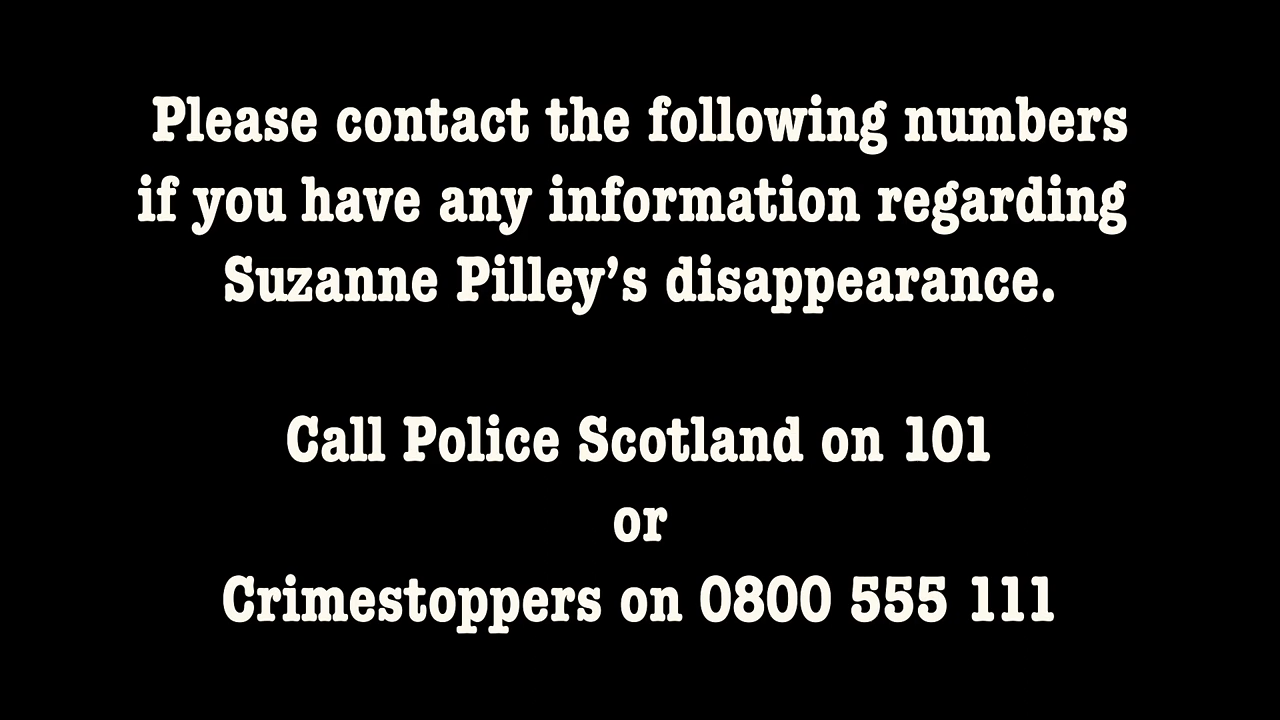 Please contact the following numbers
if you have any information regarding
Suzanne Pilley’s disappearance.
Call Police Scotland on 101
or
Crimestoppers on 0800 555 111